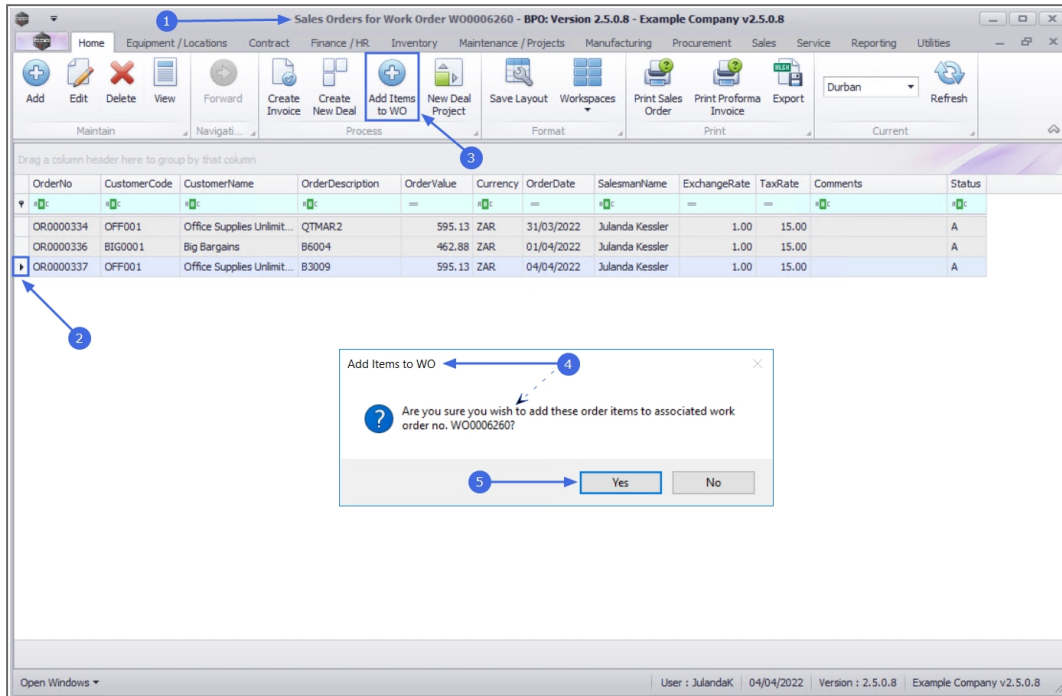 1
Sales Orders for Work Order WO0006260 - BPO: Version 2.5.0.8 - Example Company v2.5.0.8
Home Equipment / Locations Contract Finance / HR Inventory Maintenance / Projects Manufacturing Procurement Sales Service Reporting Utilities
Add Edit Delete View Forward Create Invoice Create New Deal Add Items to WO New Deal Project Save Layout Workspaces Print Sales Order Print Proforma Invoice Export Durban Refresh
Maintain Navigati... Process Format Print Current
3
Drag a column header here to group by that column
OrderNo CustomerCode CustomerName OrderDescription OrderValue Currency OrderDate SalesmanName ExchangeRate TaxRate Comments Status
OR0000334 OFF001 Office Supplies Unlimit... QTMAR2 595.13 ZAR 31/03/2022 Julanda Kessler 1.00 15.00 A
OR0000336 BIG0001 Big Bargains B6004 462.88 ZAR 01/04/2022 Julanda Kessler 1.00 15.00 A
OR0000337 OFF001 Office Supplies Unlimit... B3009 595.13 ZAR 04/04/2022 Julanda Kessler 1.00 15.00 A
2
Add Items to WO
4
Are you sure you wish to add these order items to associated work
order no. WO0006260?
5
Yes No
Open Windows User : JulandaK 04/04/2022 Version : 2.5.0.8 Example Company v2.5.0.8